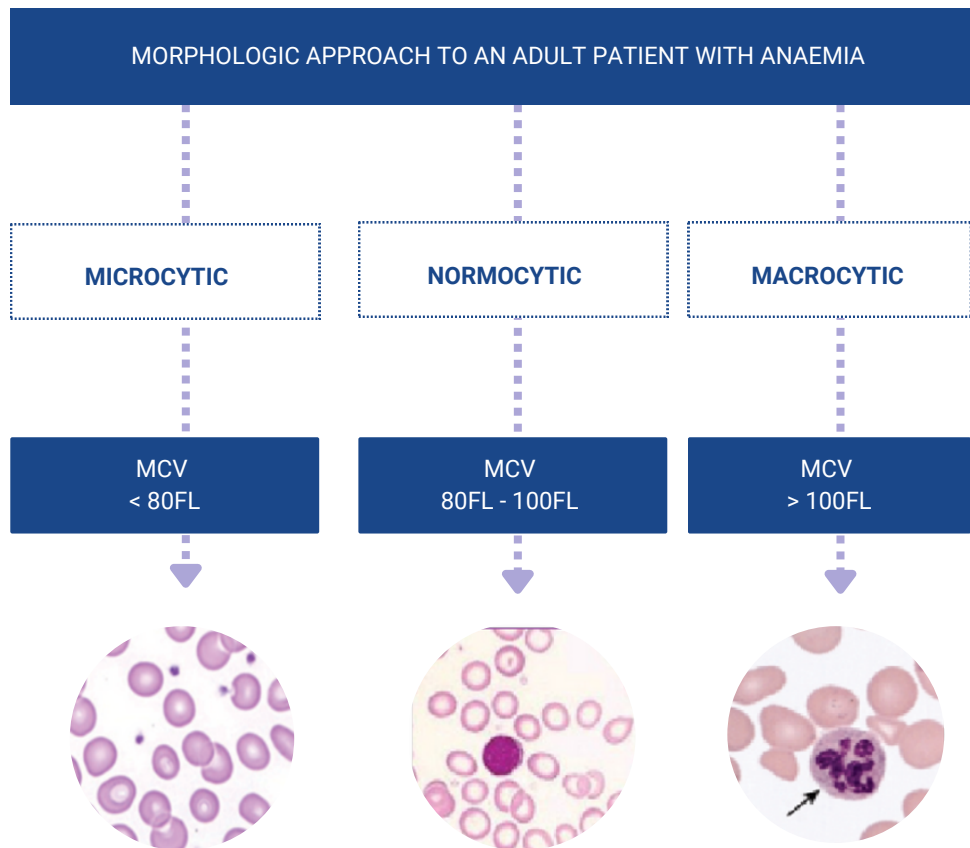 MORPHOLOGIC APPROACH TO AN ADULT PATIENT WITH ANAEMIA
MICROCYTIC
NORMOCYTIC
MACROCYTIC
MCV
< 80FL
MCV
80FL - 100FL
MCV
> 100FL